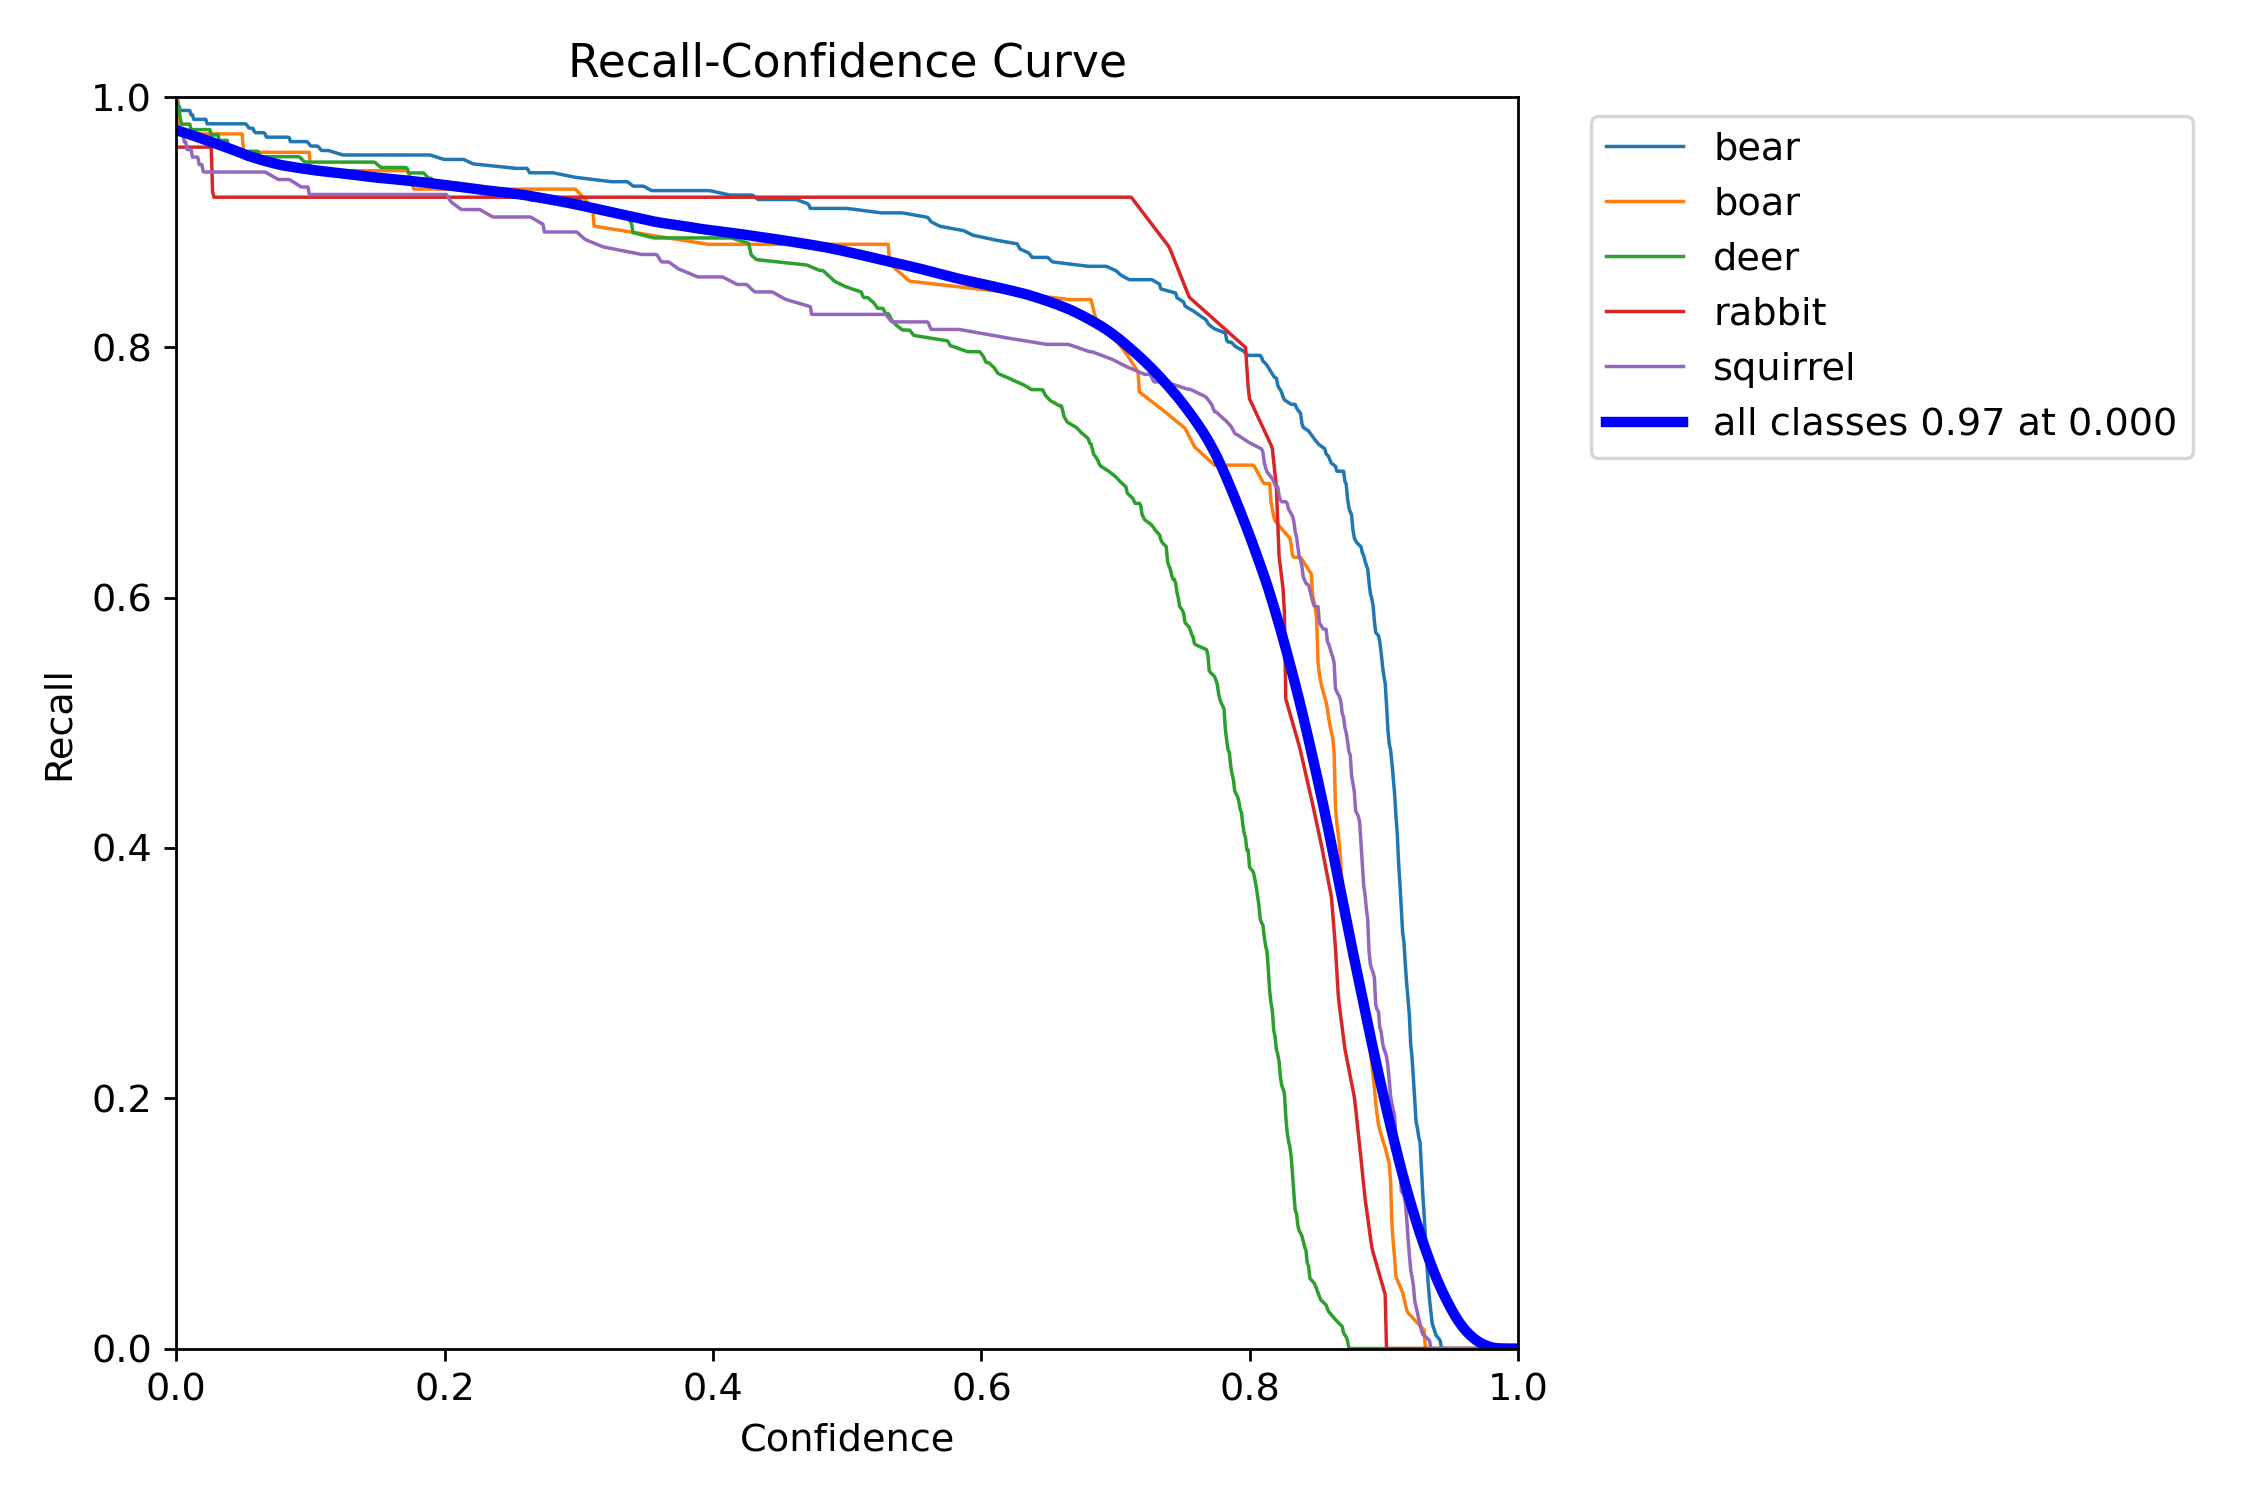 Recall-Confidence Curve
1.0
0.8
0.6
0.4
0.2
0.0
Recall
0.0 0.2 0.4 0.6 0.8 1.0
Confidence
bear
boar
deer
rabbit
squirrel
all classes 0.97 at 0.000